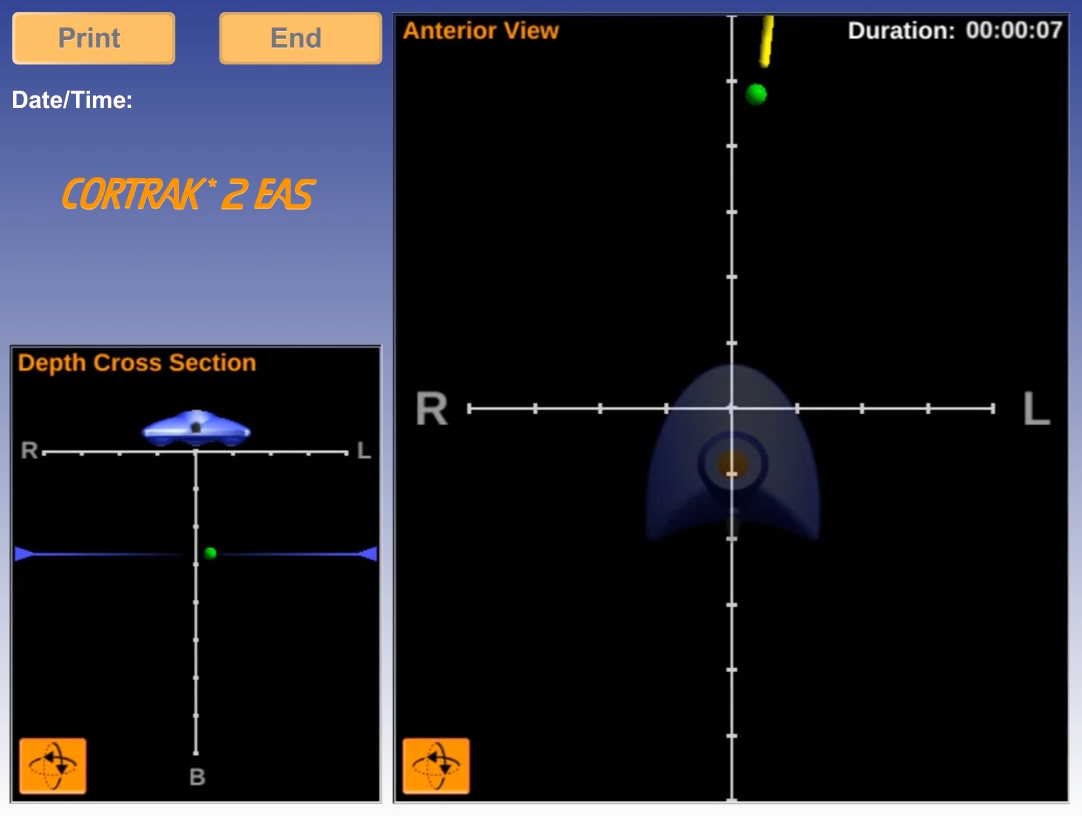 Print
End
Date/Time:
CORTRAK* 2 EAS
Depth Cross Section
R
L
B
Anterior View
Duration: 00:00:07
R
L